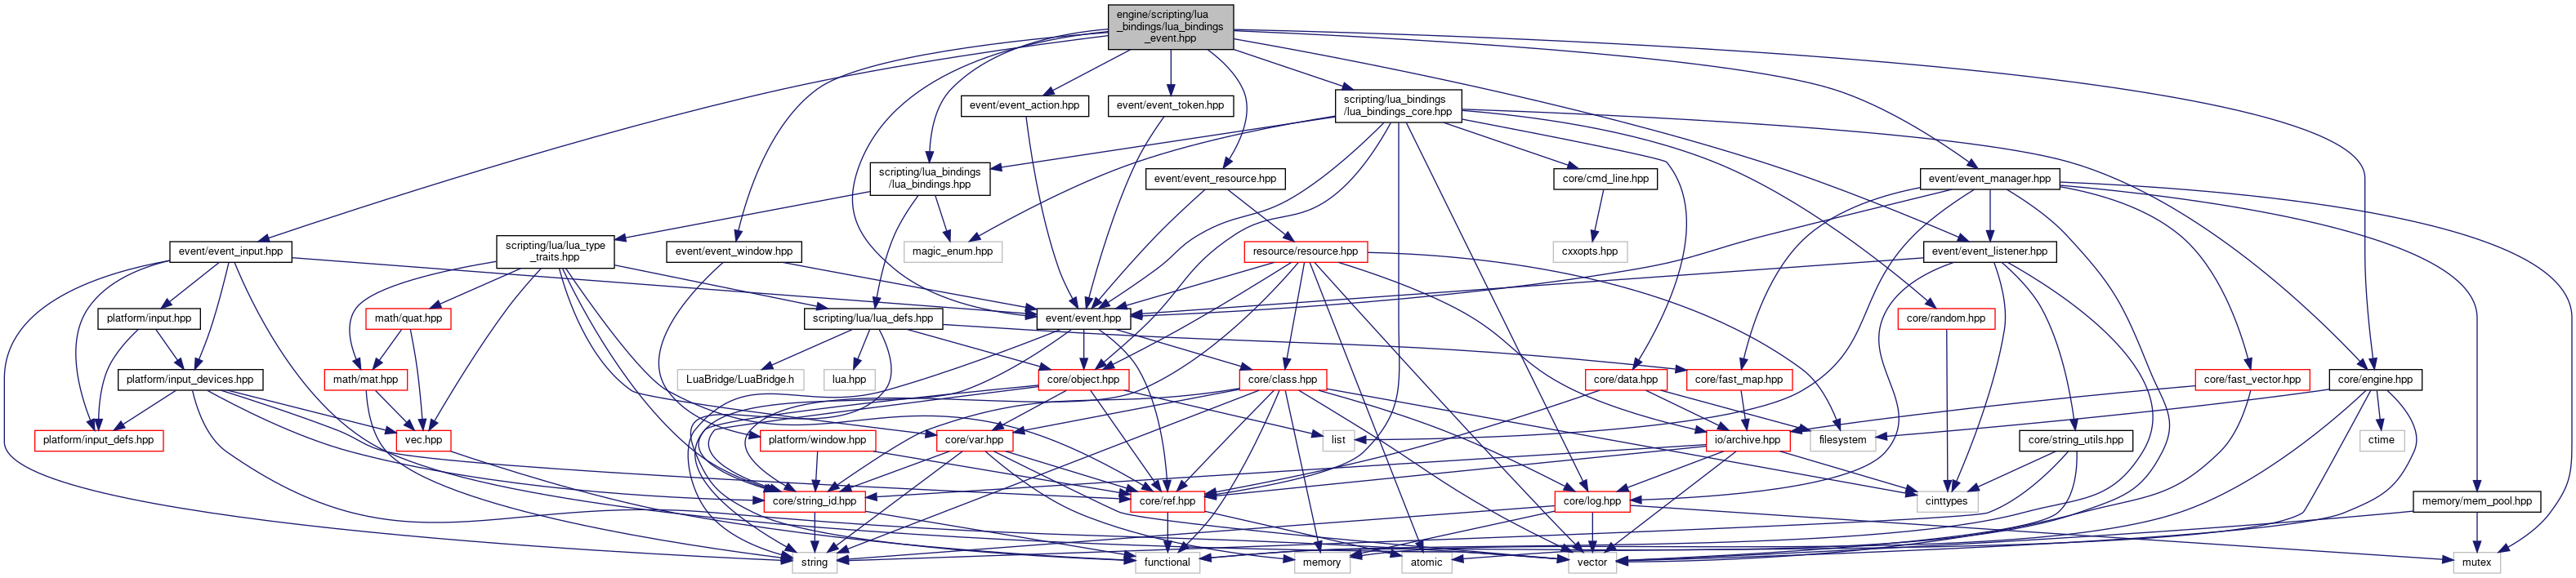 engine/scripting/lua
_bindings/lua_bindings
_event.hpp
event/event_action.hpp
event/event_token.hpp
scripting/lua_bindings
/lua_bindings_core.hpp
scripting/lua_bindings
/lua_bindings.hpp
event/event_resource.hpp
core/cmd_line.hpp
event/event_manager.hpp
event/event_input.hpp
scripting/lua/lua_type
_traits.hpp
event/event_window.hpp
magic_enum.hpp
resource/resource.hpp
cxxopts.hpp
event/event_listener.hpp
platform/input.hpp
math/quat.hpp
scripting/lua/lua_defs.hpp
event/event.hpp
core/random.hpp
platform/input_devices.hpp
math/mat.hpp
LuaBridge/LuaBridge.h
lua.hpp
core/object.hpp
core/class.hpp
core/data.hpp
core/fast_map.hpp
core/fast_vector.hpp
core/engine.hpp
platform/input_defs.hpp
vec.hpp
platform/window.hpp
core/var.hpp
list
io/archive.hpp
filesystem
core/string_utils.hpp
ctime
core/string_id.hpp
core/ref.hpp
core/log.hpp
cinttypes
memory/mem_pool.hpp
string
functional
memory
atomic
vector
mutex